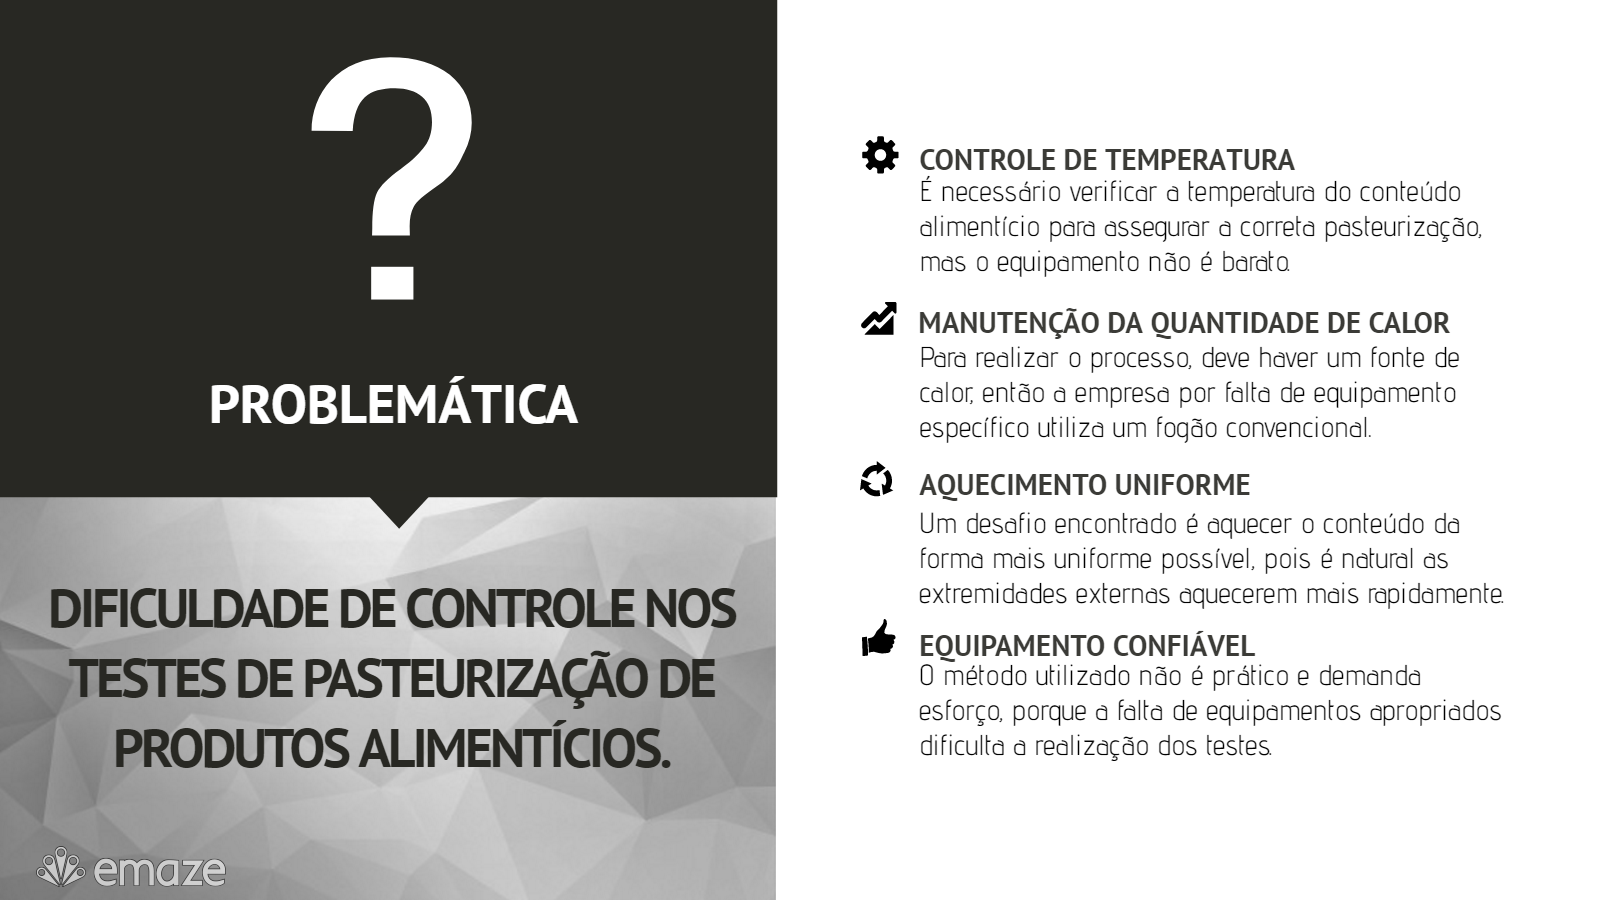 ?
PROBLEMÁTICA
DIFICULDADE DE CONTROLE NOS
TESTES DE PASTEURIZAÇÃO DE
PRODUTOS ALIMENTÍCIOS.
emaze
CONTROLE DE TEMPERATURA
É necessário verificar a temperatura do conteúdo
alimentício para assegurar a correta pasteurização,
mas o equipamento não é barato.
MANUTENÇÃO DA QUANTIDADE DE CALOR
Para realizar o processo, deve haver um fonte de
calor, então a empresa por falta de equipamento
específico utiliza um fogão convencional.
AQUECIMENTO UNIFORME
Um desafio encontrado é aquecer o conteúdo da
forma mais uniforme possível, pois é natural as
extremidades externas aquecerem mais rapidamente.
EQUIPAMENTO CONFIÁVEL
O método utilizado não é prático e demanda
esforço, porque a falta de equipamentos apropriados
dificulta a realização dos testes.